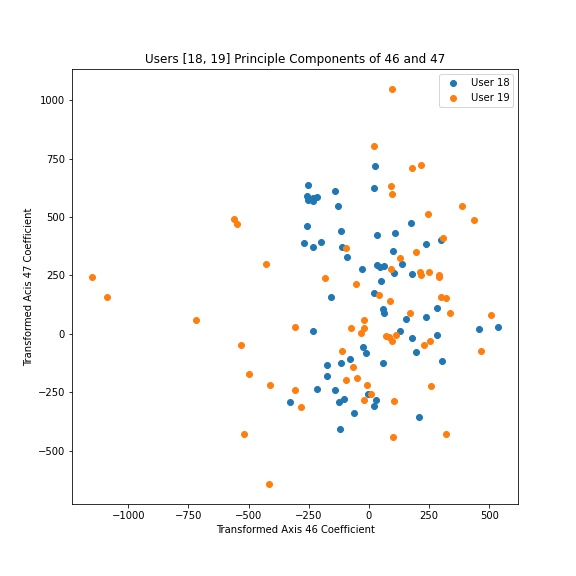 Users [18, 19] Principle Components of 46 and 47
User 18
User 19
1000
750
500
250
0
−250
−500
Transformed Acis 47 Coefficient
−1000
−750
−500
−250
0
250
500
Transformed Axis 46 Coefficient